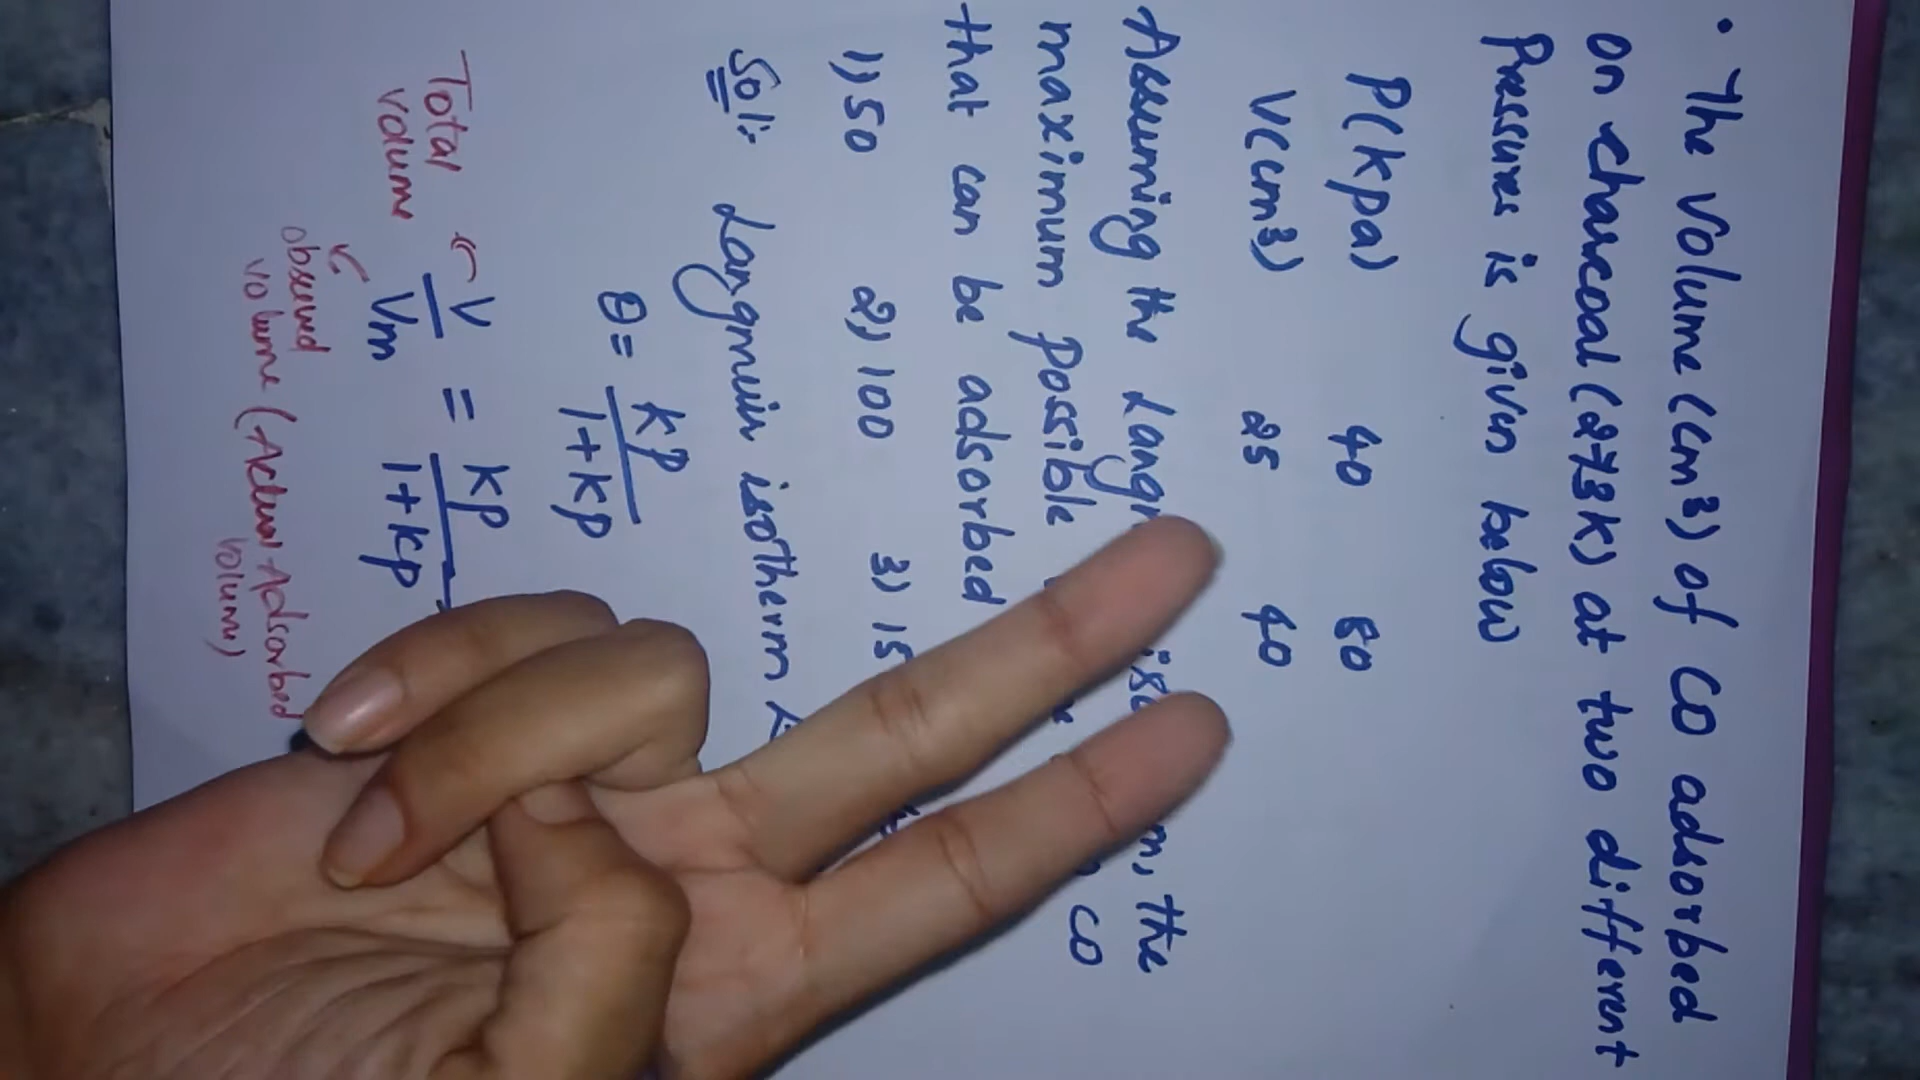 • The volume (cm³) of CO adsorbed
on charcoal (273K) at two different
Pressures is given below
P(kpa) 40 80
V(cm³) 25 40
Assuming the the
maximum possible CO
that can be adsorbed
1) 50 2) 100 3)
Sol:- Langmuir isotherm
θ = KP / 1+KP
Total volume V/Vm = KP / 1+KP
observed
volume (Actual Adsorbed
volume)